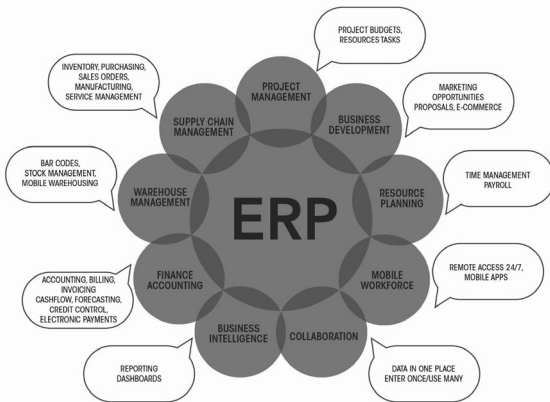 PROJECT BUDGETS,
RESOURCES TASKS
PROJECT
MANAGEMENT
INVENTORY, PURCHASING,
SALES ORDERS,
MANUFACTURING,
SERVICE MANAGEMENT
SUPPLY CHAIN
MANAGEMENT
BUSINESS
DEVELOPMENT
MARKETING
OPPORTUNITIES
PROPOSALS, E-COMMERCE
BAR CODES,
STOCK MANAGEMENT,
MOBILE WAREHOUSING
WAREHOUSE
MANAGEMENT
ERP
RESOURCE
PLANNING
TIME MANAGEMENT
PAYROLL
ACCOUNTING, BILLING,
INVOICING
CASHFLOW, FORECASTING,
CREDIT CONTROL,
ELECTRONIC PAYMENTS
FINANCE
ACCOUNTING
MOBILE
WORKFORCE
REMOTE ACCESS 24/7,
MOBILE APPS
BUSINESS
INTELLIGENCE
COLLABORATION
REPORTING
DASHBOARDS
DATA IN ONE PLACE
ENTER ONCE/USE MANY